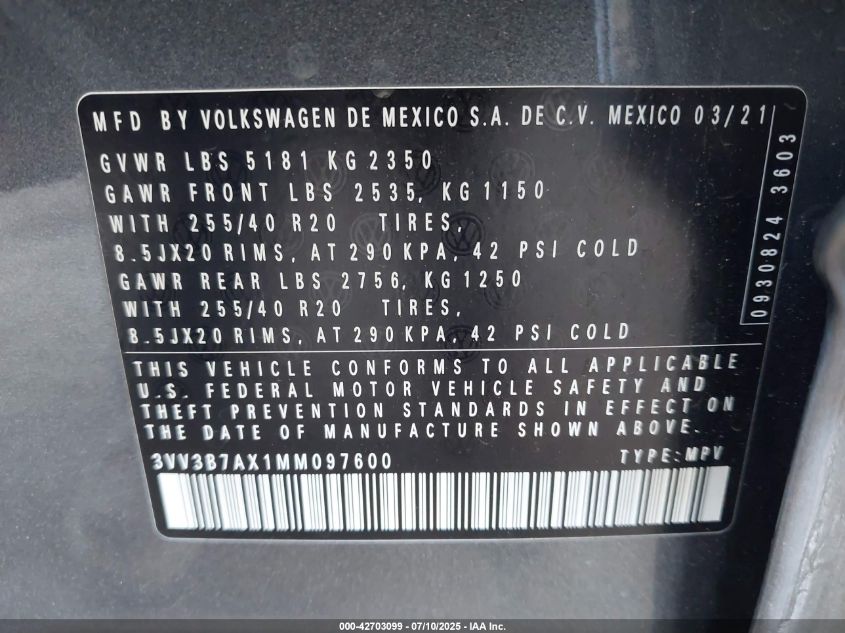 MFD BY VOLKSWAGEN DE MEXICO S.A. DE C.V. MEXICO 03/21
GVWR LBS 5181 KG 2350
GAWR FRONT LBS 2535, KG 1150
WITH 255/40 R20 TIRES,
8.5JX20 RIMS, AT 290 KPA, 42 PSI COLD
GAWR REAR LBS 2756, KG 1250
WITH 255/40 R20 TIRES,
8.5JX20 RIMS, AT 290 KPA, 42 PSI COLD
0930824 3603
THIS VEHICLE CONFORMS TO ALL APPLICABLE
U.S. FEDERAL MOTOR VEHICLE SAFETY AND
THEFT PREVENTION STANDARDS IN EFFECT ON
THE DATE OF MANUFACTURE SHOWN ABOVE.
3VV3B7AX1MM097600 TYPE: MPV
000-42703099 - 07/10/2025 - IAA Inc.